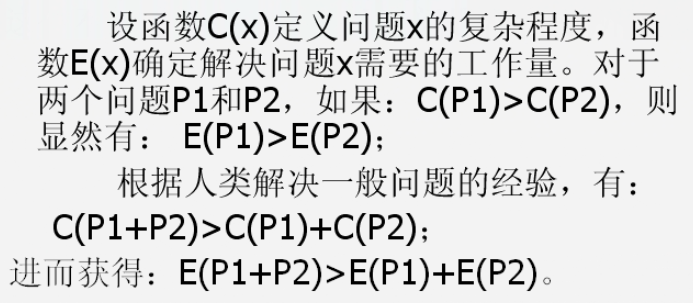 设函数C(x)定义问题x的复杂程度，函
数E(x)确定解决问题x需要的工作量。对于
两个问题P1和P2，如果：C(P1)>C(P2)，则
显然有： E(P1)>E(P2)；
根据人类解决一般问题的经验，有：
C(P1+P2)>C(P1)+C(P2)；
进而获得：E(P1+P2)>E(P1)+E(P2)。